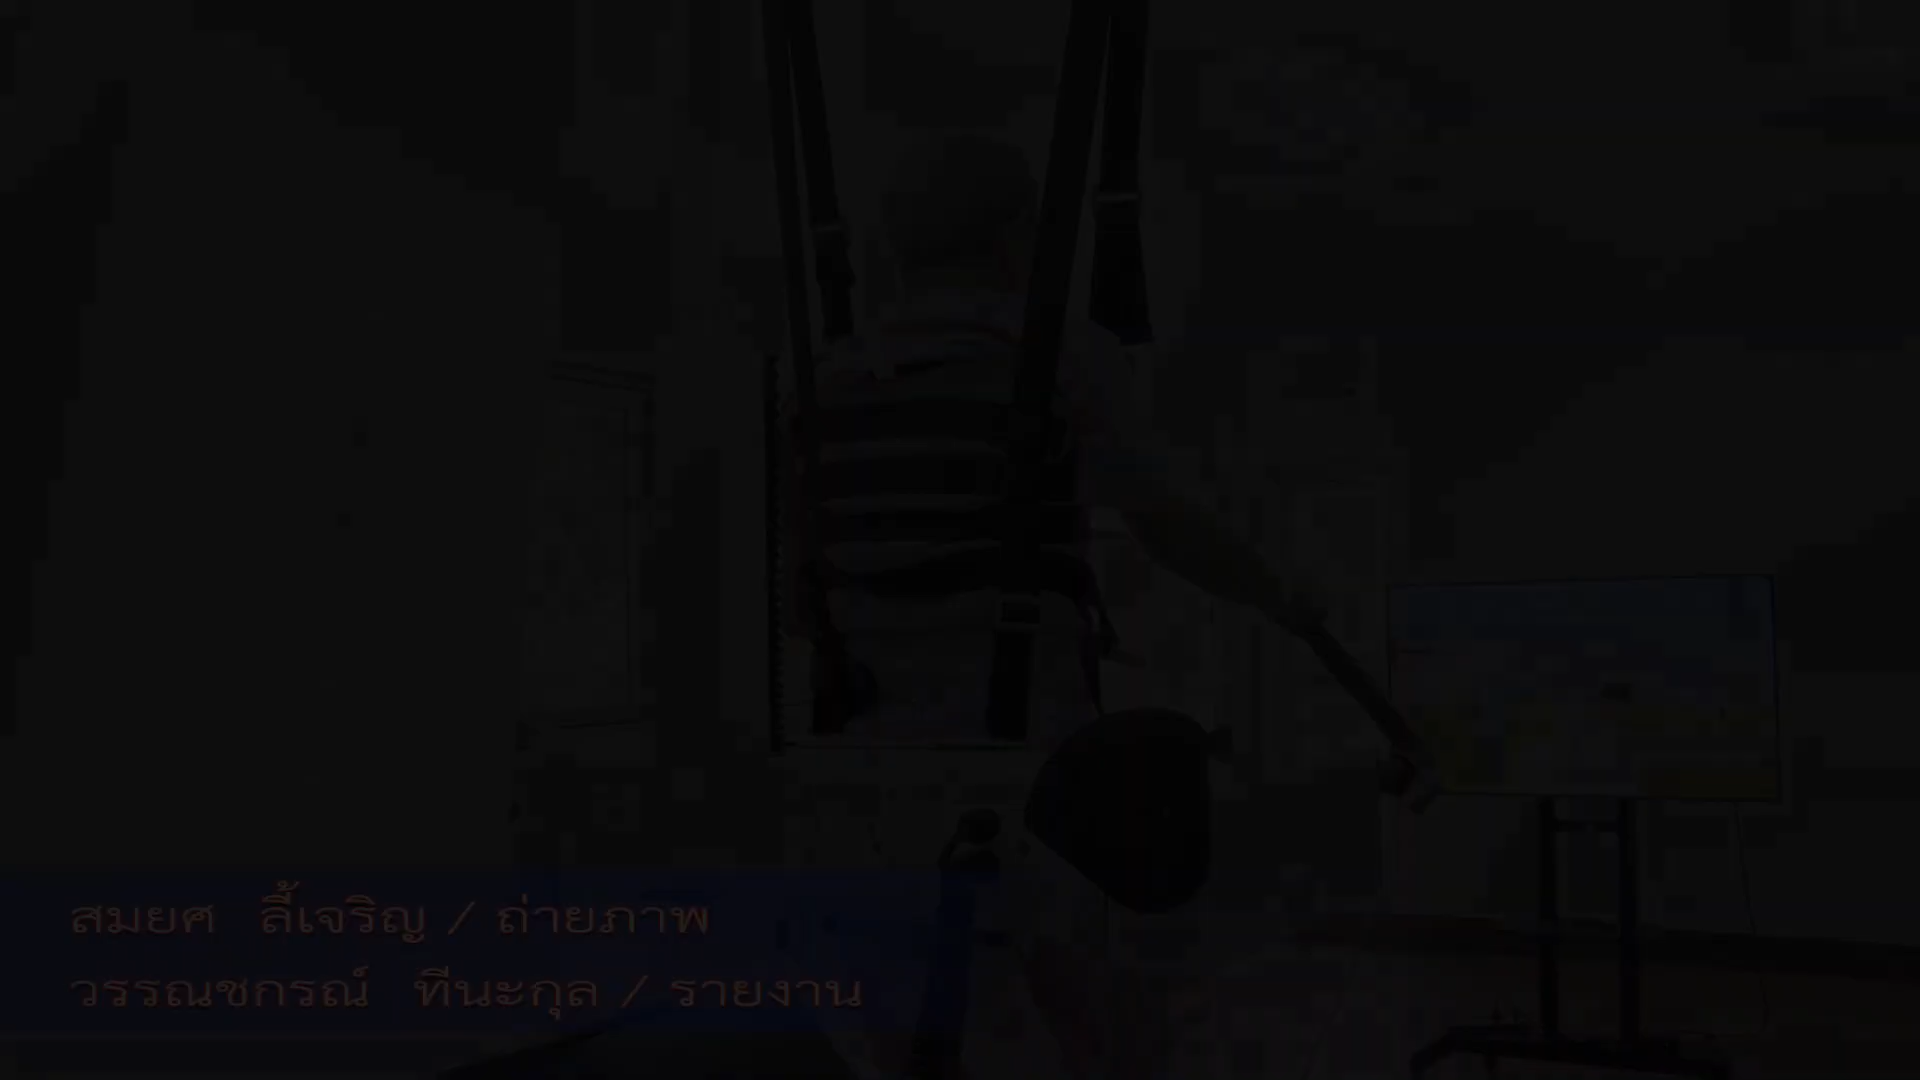 สมยศ ลี้เจริญ / ถ่ายภาพ
วรรณชกรณ์ ทีนะกุล / รายงาน